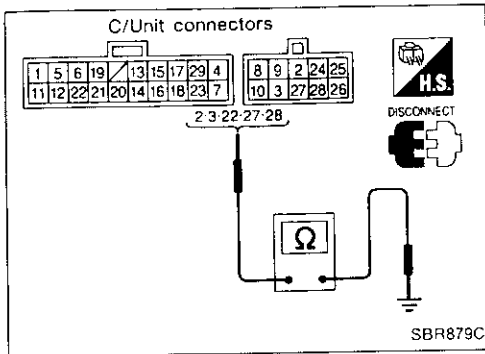 C/Unit connectors
1 5 6 19 13 15 17 29 4
11 12 22 21 20 14 16 18 23 7
8 9 2 24 25
10 3 27 28 26
H.S.
DISCONNECT
2·3·22·27·28
Ω
SBR879C